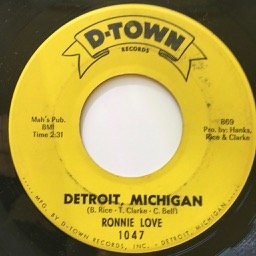 D-TOWN
RECORDS
Mah's Pub.
BMI
Time 2:31
869
Pro. by: Hanks,
Rice & Clarke
DETROIT, MICHIGAN
(B. Rice - T. Clarke - C. Bell)
RONNIE LOVE
1047
MFG. BY D-TOWN RECORDS, INC. - DETROIT, MICH.